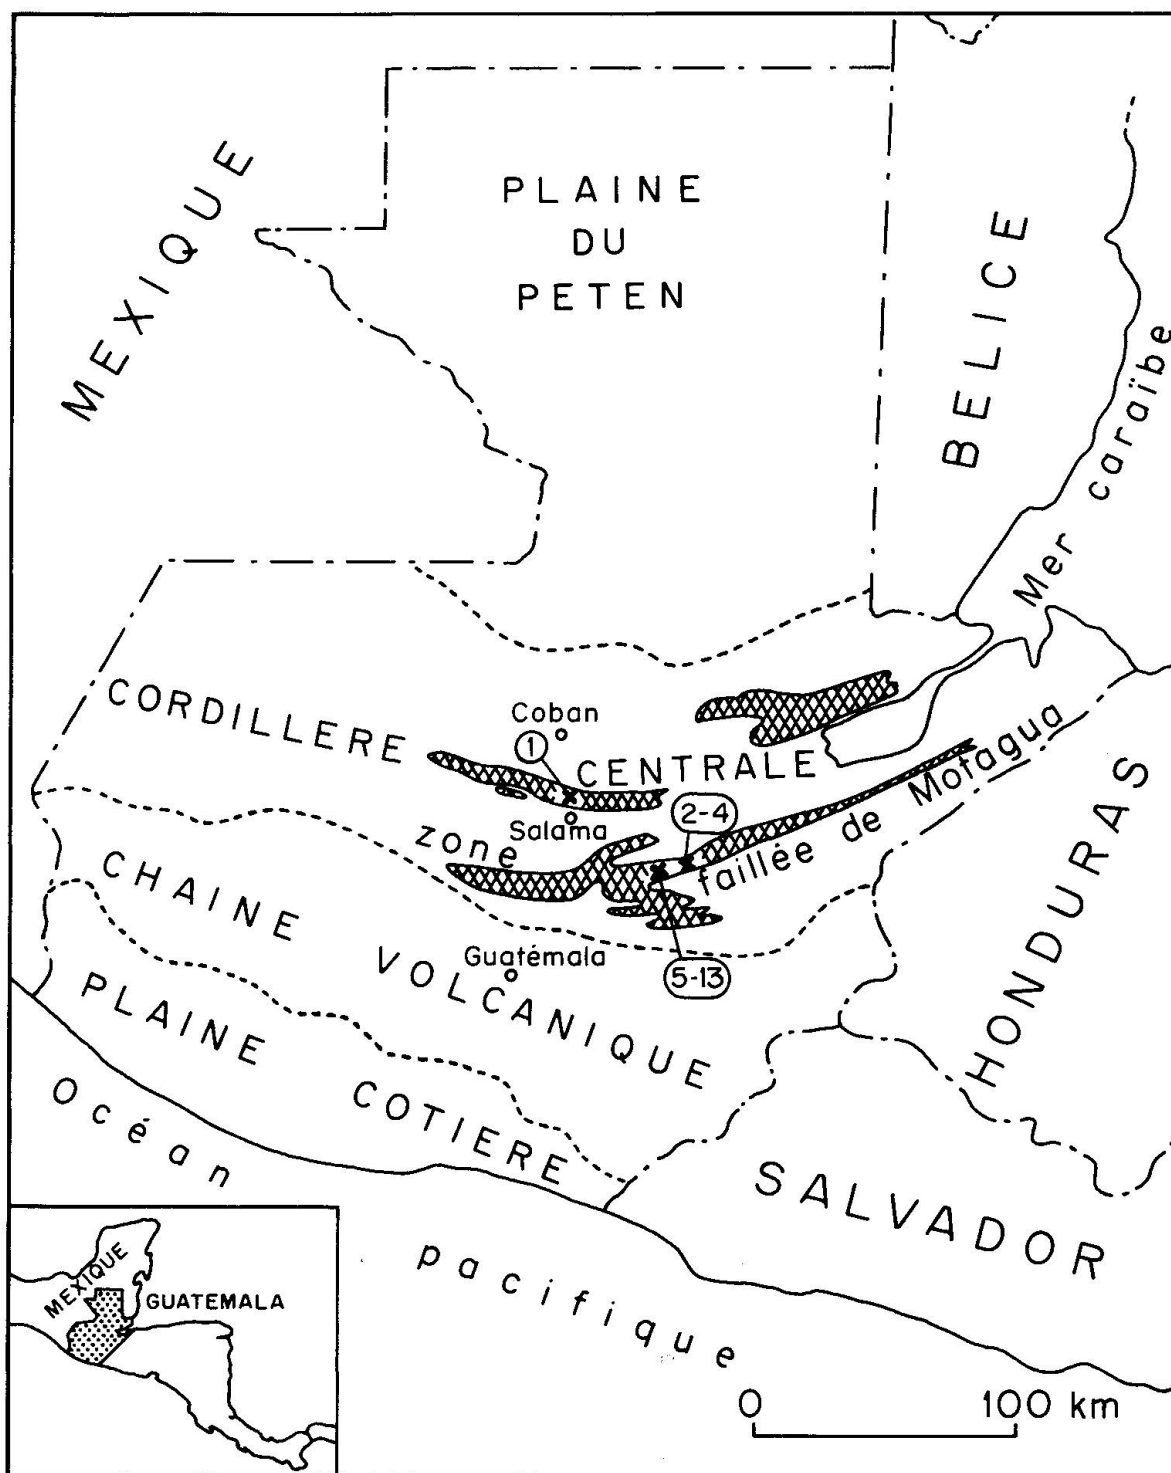 PLAINE
DU
PETEN
MEXIQUE
BELICE
Mer caraïbe
CORDILLERE CENTRALE
Coban
1
Salama
2-4
zone faillée de Motagua
CHAINE VOLCANIQUE
Guatémala
5-13
HONDURAS
PLAINE COTIERE
Océan pacifique
SALVADOR
MEXIQUE
GUATEMALA
0 100 km